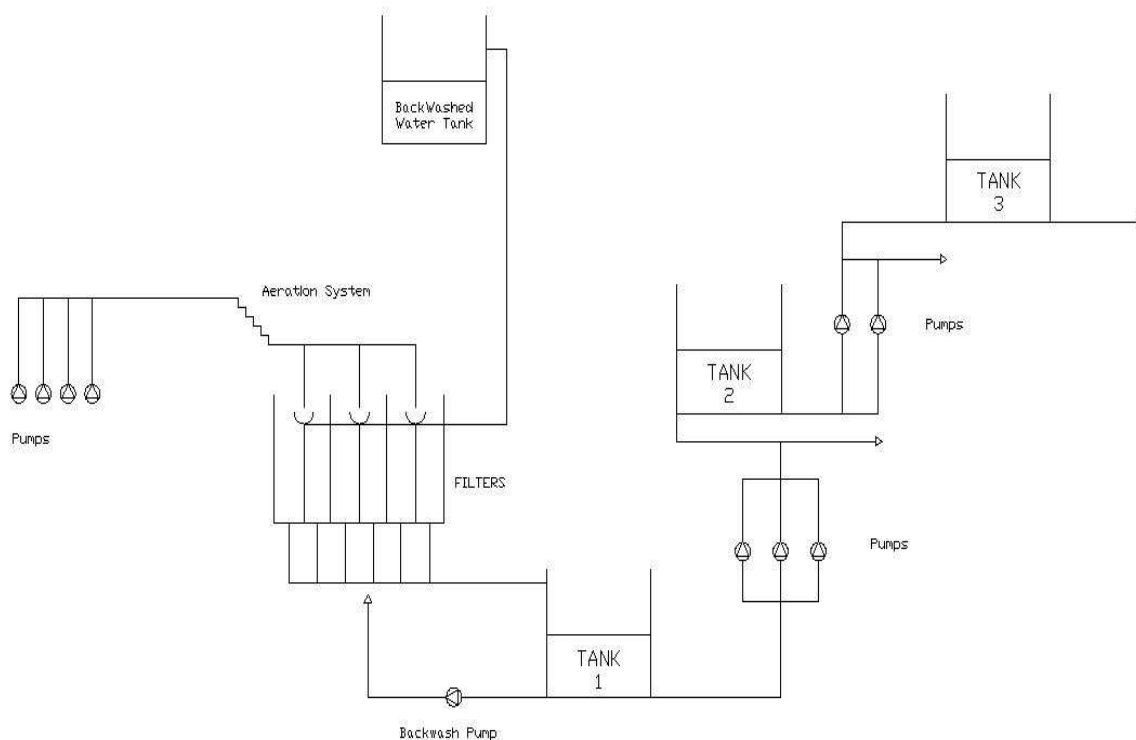 BackWashed
Water Tank
TANK
3
Aeration System
Pumps
TANK
2
Pumps
FILTERS
Pumps
TANK
1
Backwash Pump